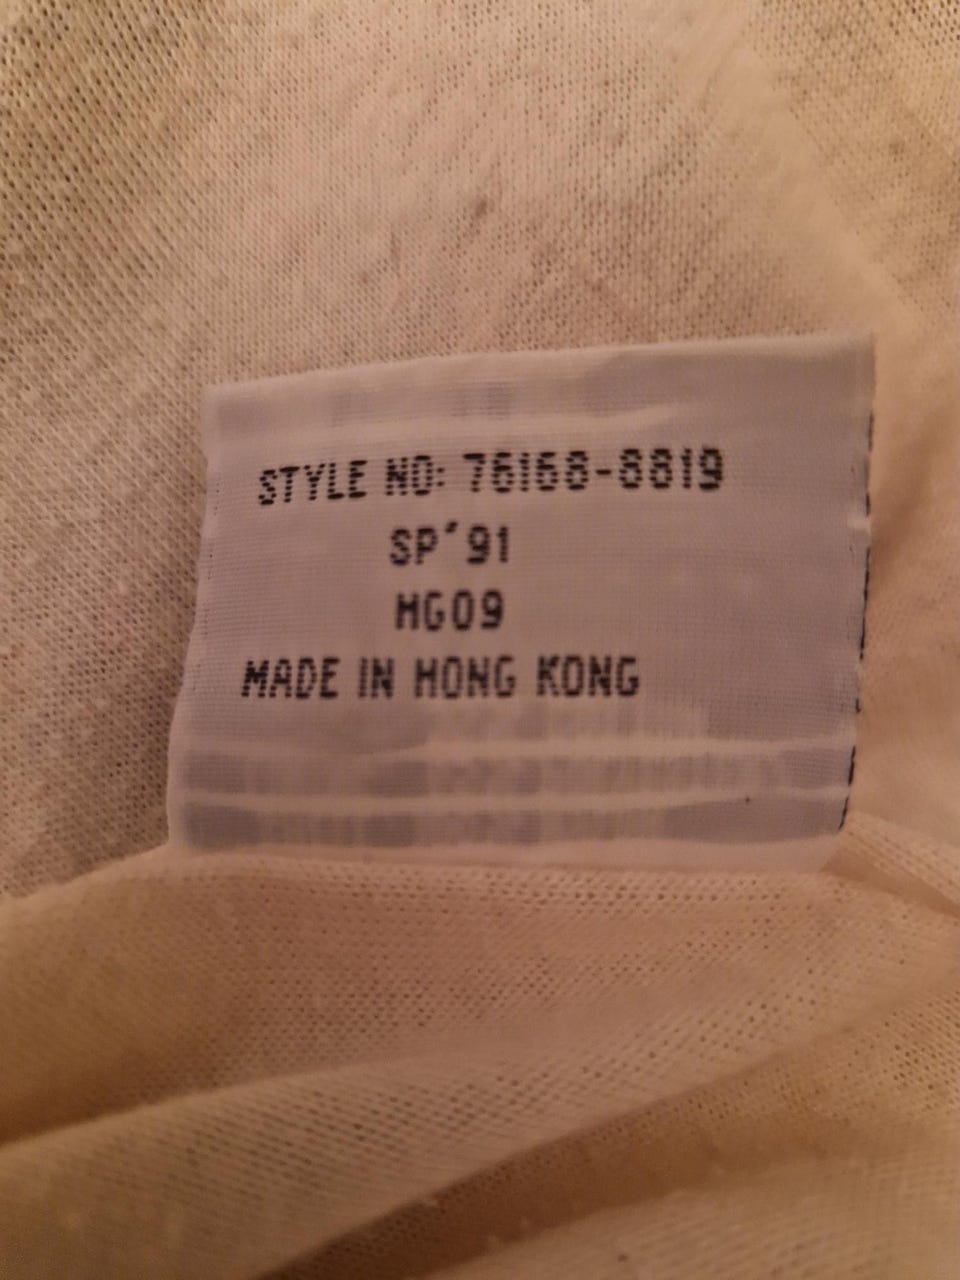 STYLE NO: 76168-8819
SP'91
HG09
MADE IN HONG KONG